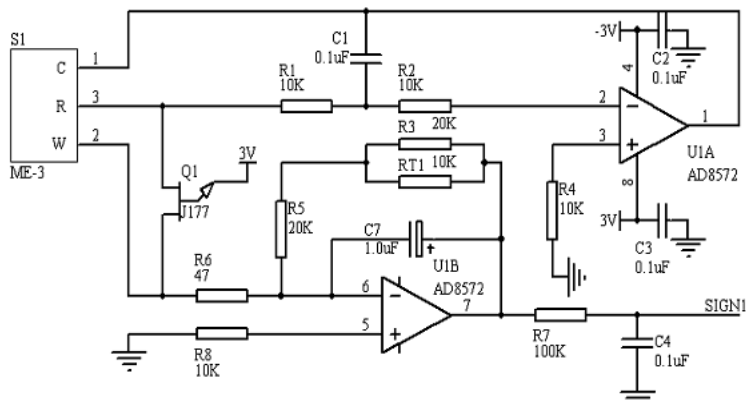 S1
C
R
W
ME-3
1
3
2
C1
0.1uF
R1
10K
R2
10K
-3V
C2
0.1uF
4
2
20K
3
1
U1A
AD8572
8
3V
C3
0.1uF
Q1
J177
3V
R3
10K
RT1
R4
10K
R5
20K
C7
1.0uF
+
R6
47
U1B
AD8572
6
5
7
R8
10K
R7
100K
SIGN1
C4
0.1uF